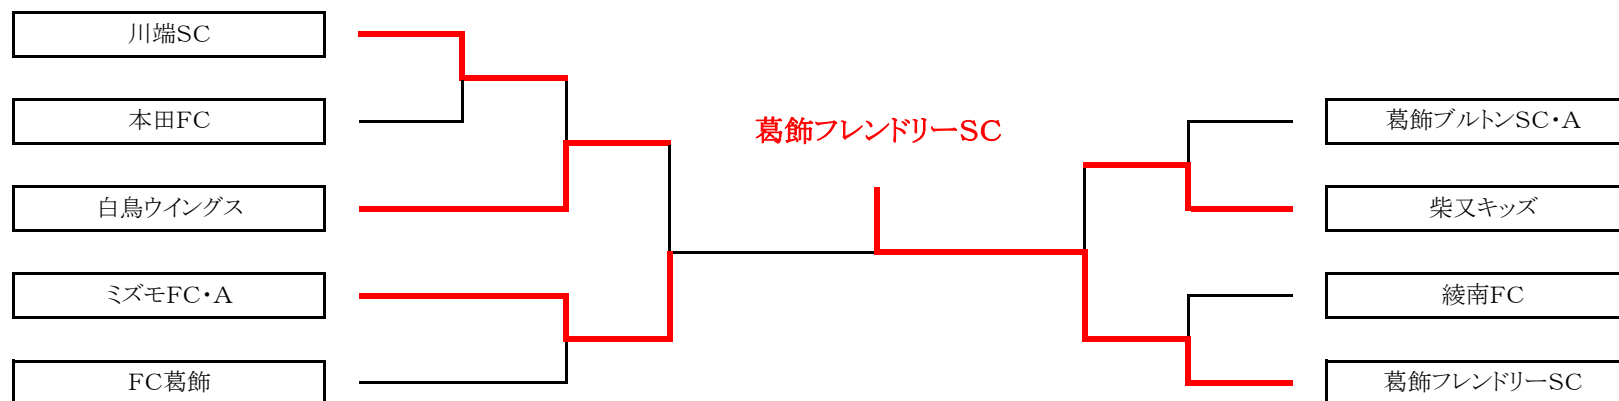 川端SC
本田FC
白鳥ウイングス
ミズモFC・A
FC葛飾
葛飾フレンドリーSC
葛飾ブルトンSC・A
柴又キッズ
綾南FC
葛飾フレンドリーSC